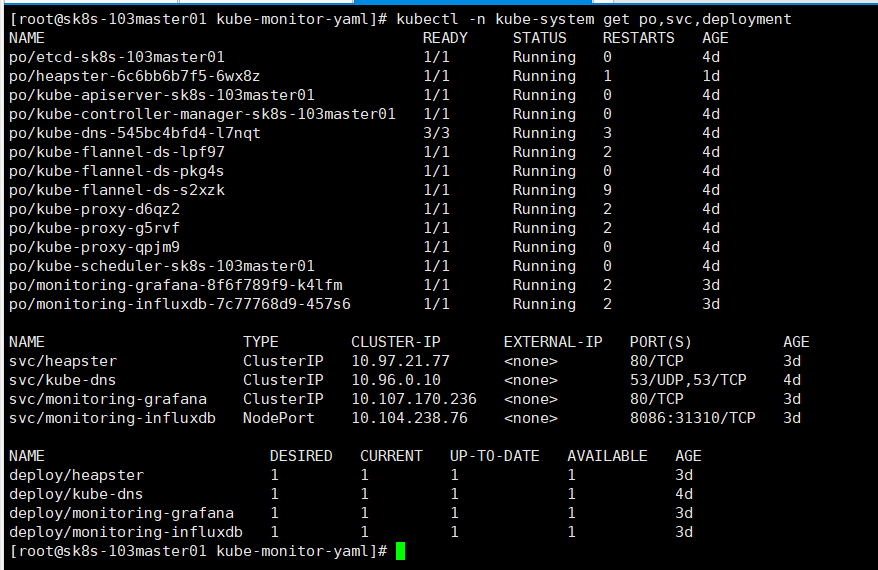 [root@sk8s-103master01 kube-monitor-yaml]# kubectl -n kube-system get po,svc,deployment
NAME                                          READY     STATUS    RESTARTS   AGE
po/etcd-sk8s-103master01                      1/1       Running   0          4d
po/heapster-6c6bb6b7f5-6wx8z                  1/1       Running   1          1d
po/kube-apiserver-sk8s-103master01            1/1       Running   0          4d
po/kube-controller-manager-sk8s-103master01   1/1       Running   0          4d
po/kube-dns-545bc4bfd4-l7nqt                  3/3       Running   3          4d
po/kube-flannel-ds-lpf97                      1/1       Running   2          4d
po/kube-flannel-ds-pkg4s                      1/1       Running   0          4d
po/kube-flannel-ds-s2xzk                      1/1       Running   9          4d
po/kube-proxy-d6qz2                           1/1       Running   2          4d
po/kube-proxy-g5rvf                           1/1       Running   2          4d
po/kube-proxy-qpjm9                           1/1       Running   0          4d
po/kube-scheduler-sk8s-103master01            1/1       Running   0          4d
po/monitoring-grafana-8f6f789f9-k4lfm         1/1       Running   2          3d
po/monitoring-influxdb-7c77768d9-457s6        1/1       Running   2          3d
NAME                      TYPE        CLUSTER-IP       EXTERNAL-IP   PORT(S)          AGE
svc/heapster              ClusterIP   10.97.21.77      <none>        80/TCP           3d
svc/kube-dns              ClusterIP   10.96.0.10       <none>        53/UDP,53/TCP    4d
svc/monitoring-grafana    ClusterIP   10.107.170.236   <none>        80/TCP           3d
svc/monitoring-influxdb   NodePort    10.104.238.76    <none>        8086:31310/TCP   3d
NAME                         DESIRED   CURRENT   UP-TO-DATE   AVAILABLE   AGE
deploy/heapster              1         1         1            1           3d
deploy/kube-dns              1         1         1            1           4d
deploy/monitoring-grafana    1         1         1            1           3d
deploy/monitoring-influxdb   1         1         1            1           3d
[root@sk8s-103master01 kube-monitor-yaml]#